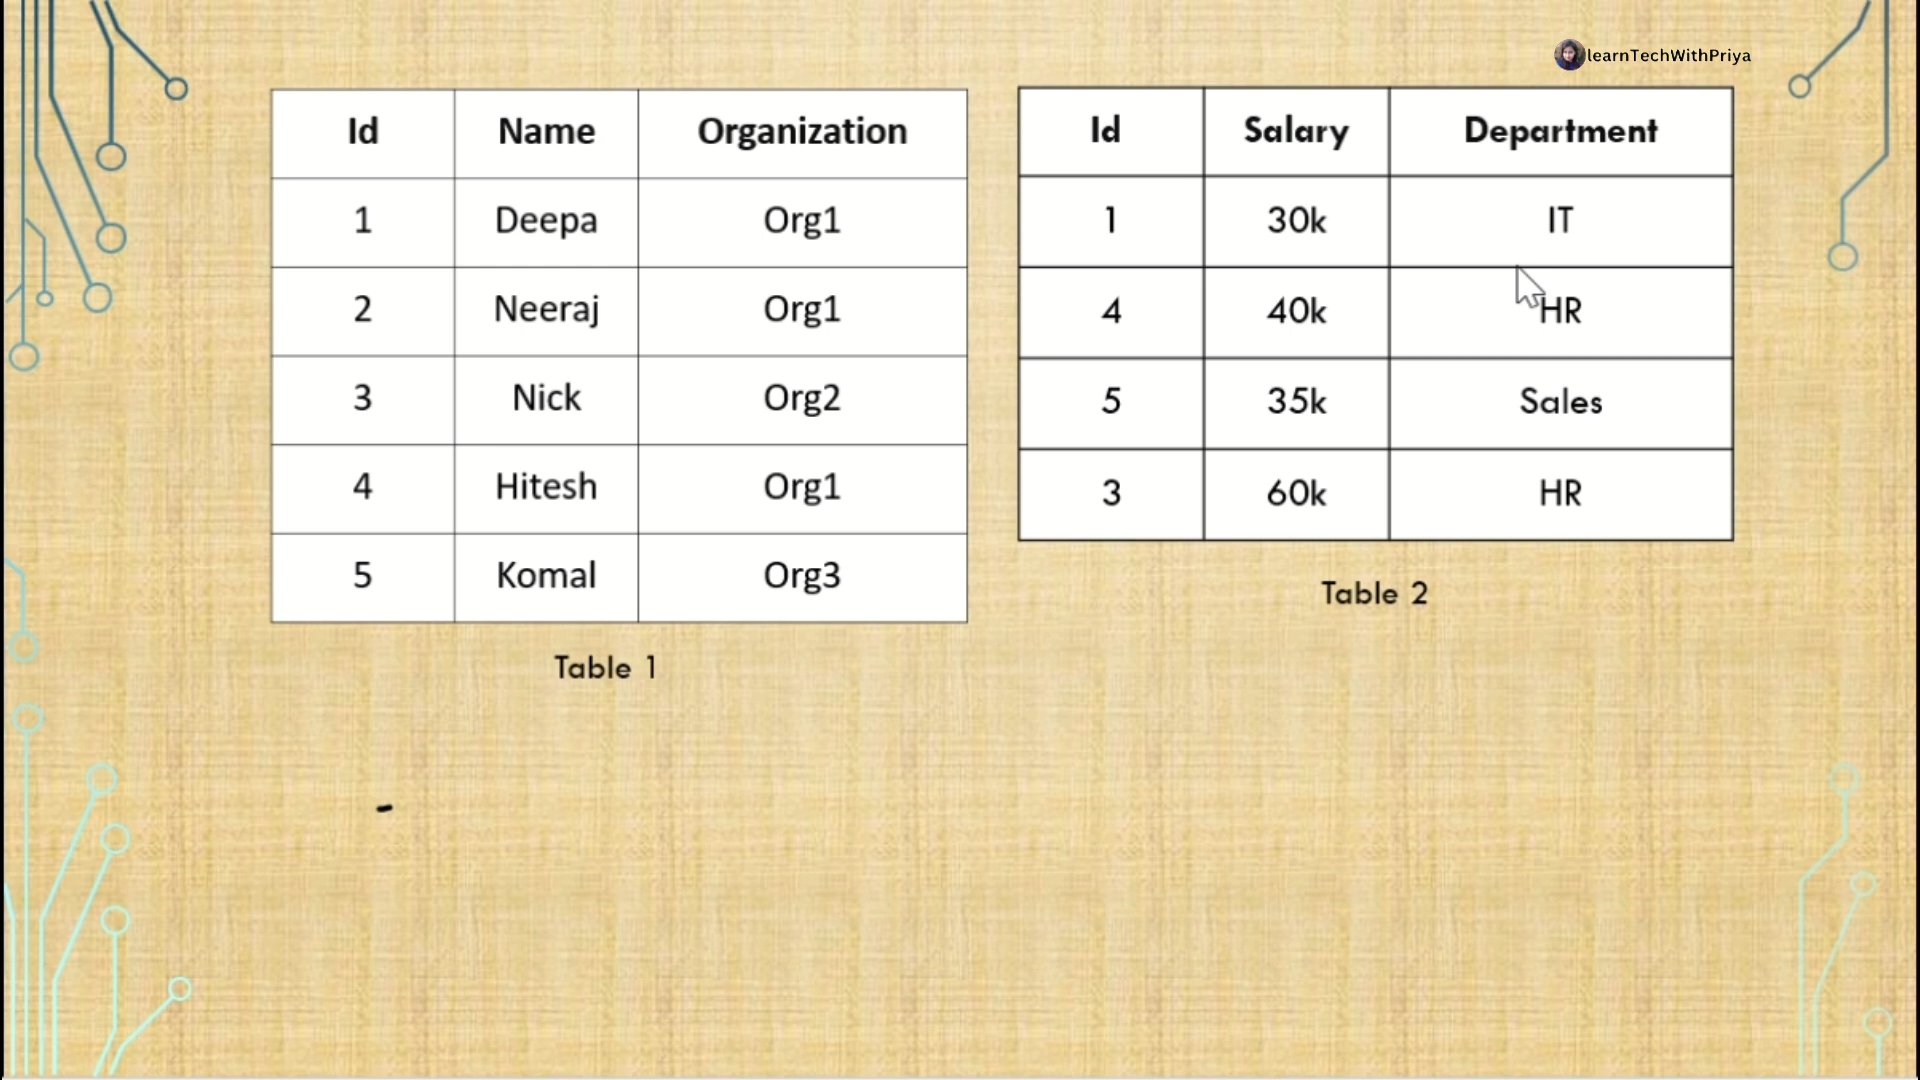 learnTechWithPriya
Id Name Organization
1 Deepa Org1
2 Neeraj Org1
3 Nick Org2
4 Hitesh Org1
5 Komal Org3
Table 1
Id Salary Department
1 30k IT
4 40k HR
5 35k Sales
3 60k HR
Table 2